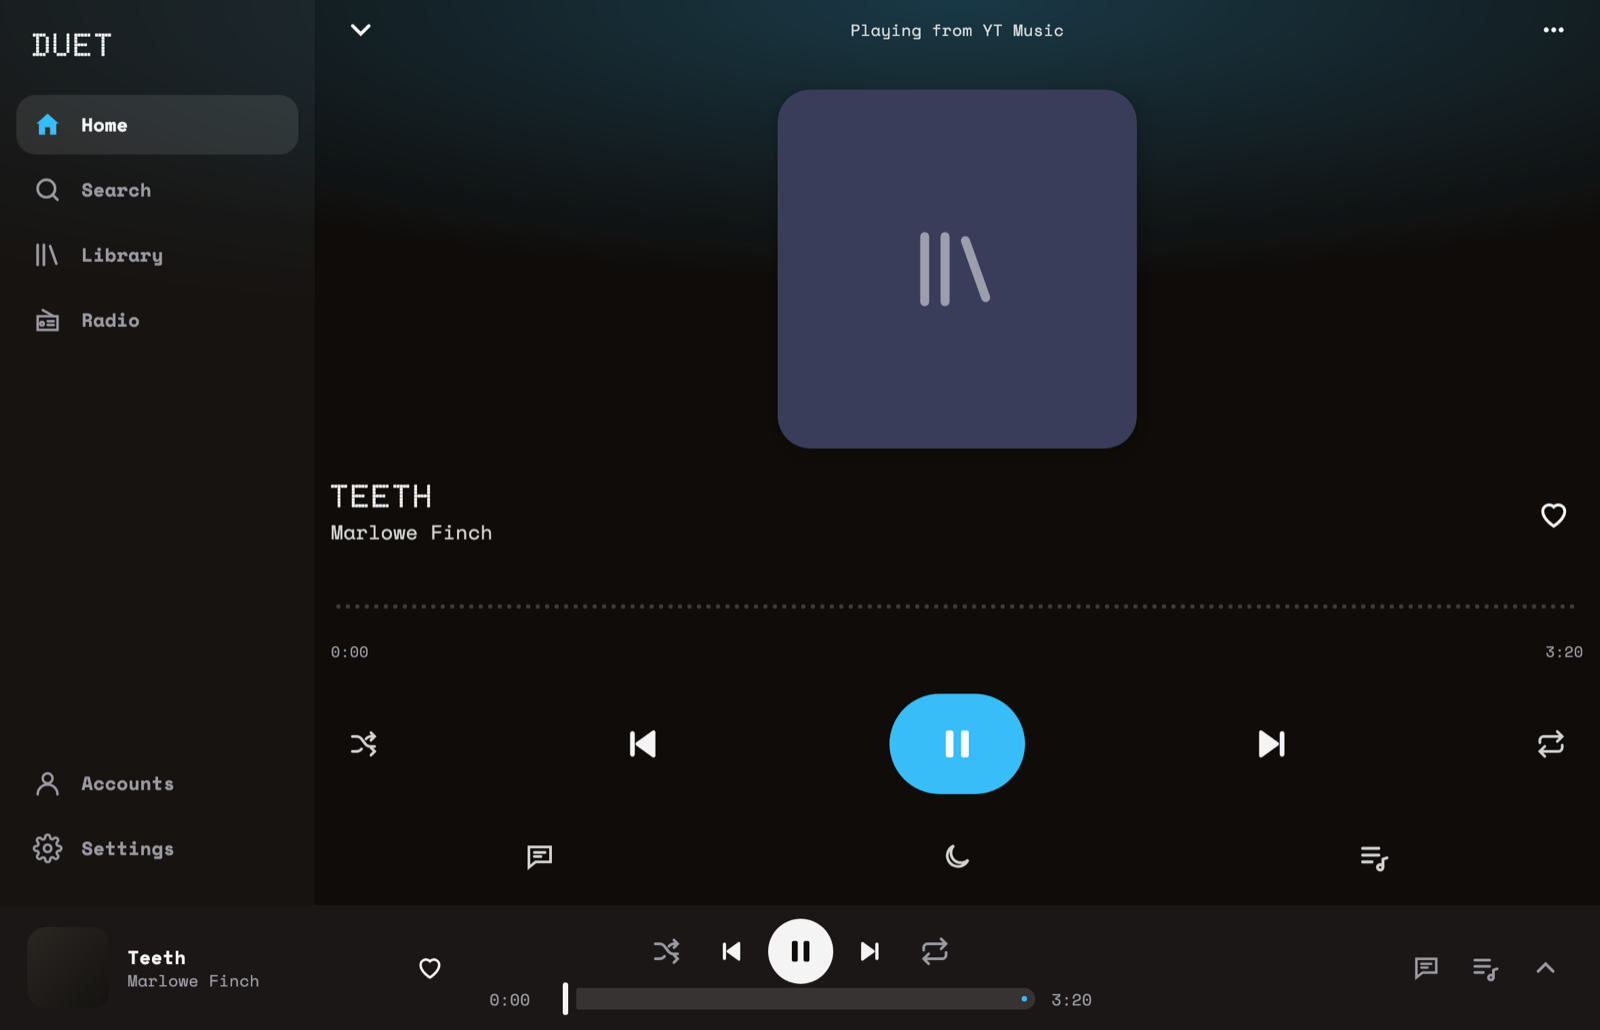 DUET
Home
Search
Library
Radio
Accounts
Settings
Playing from YT Music
TEETH
Marlowe Finch
0:00
3:20
Teeth
Marlowe Finch
0:00
3:20